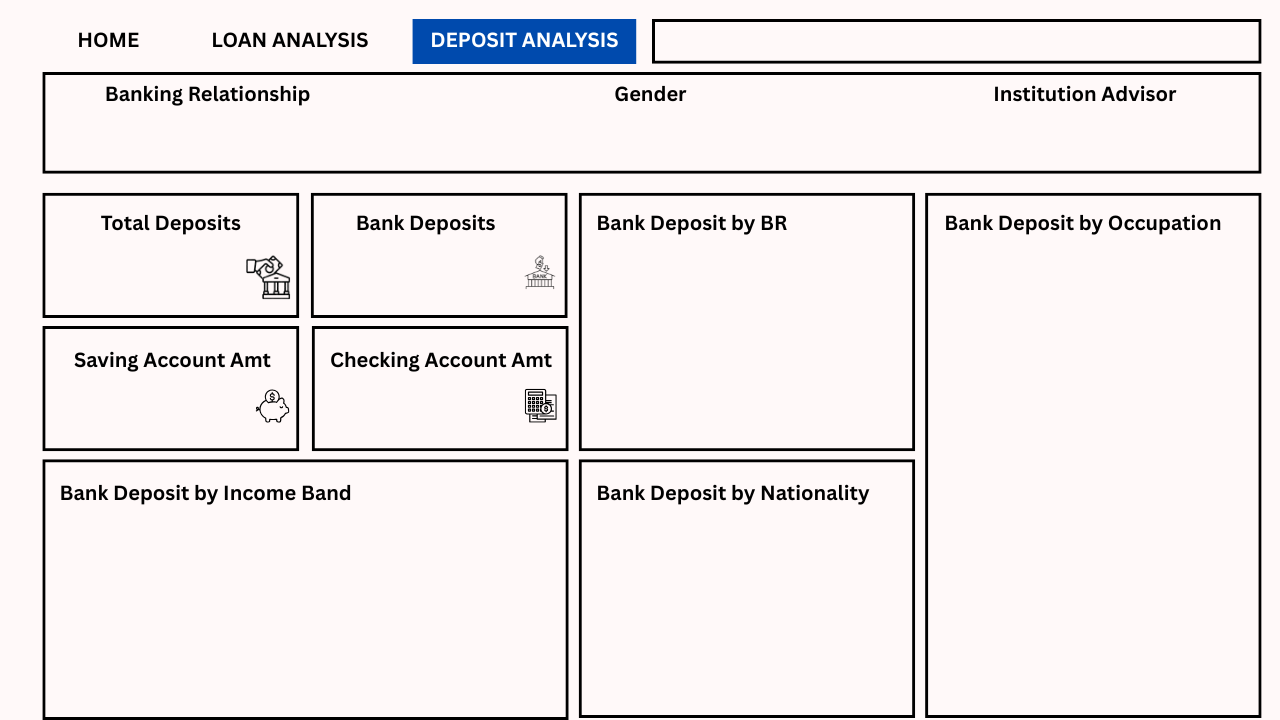 HOME LOAN ANALYSIS DEPOSIT ANALYSIS
Banking Relationship Gender Institution Advisor
Total Deposits Bank Deposits Bank Deposit by BR Bank Deposit by Occupation
BANK
Saving Account Amt Checking Account Amt
Bank Deposit by Income Band Bank Deposit by Nationality